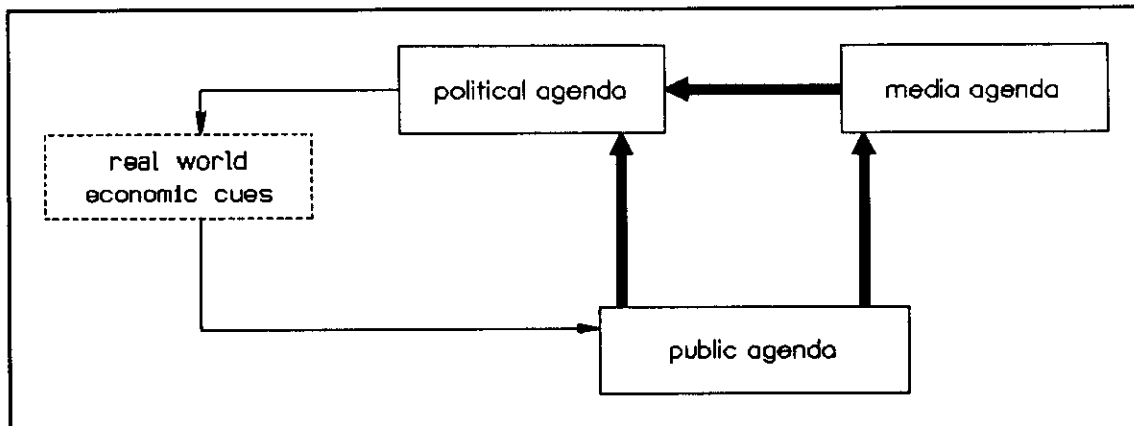 political agenda
media agenda
real world
economic cues
public agenda